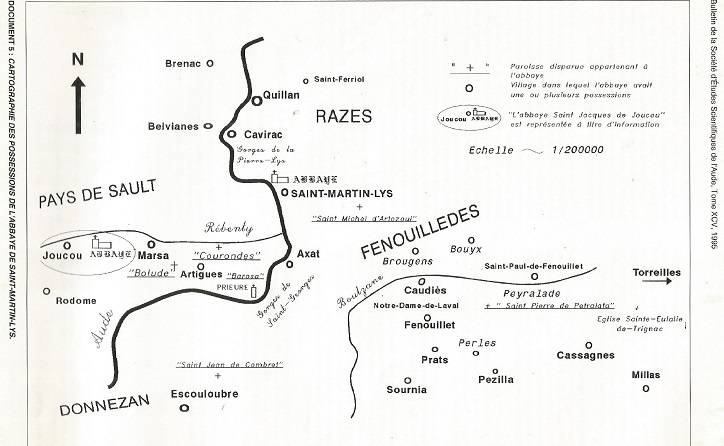 DOCUMENT 5 : CARTOGRAPHIE DES POSSESSIONS DE L'ABBAYE DE SAINT-MARTIN-LYS.
Bulletin de la Société d'Études Scientifiques de l'Aude, Tome XCV, 1995
N
Brenac
Saint-Ferriol
Quillan
RAZES
Belvianes
Cavirac
Gorges de la
Pierre-Lys
" + "
Paroisse disparue appartenant à
l'abbaye
Village dans lequel l'abbaye avait
une ou plusieurs possessions
Joucou ABBAYE
"L'abbaye Saint Jacques de Joucou"
est représentée à titre d'information
Echelle ~ 1/200000
PAYS DE SAULT
ABBAYE
SAINT-MARTIN-LYS
"Saint Michel d'Artozoul"
Rébenty
Joucou
ABBAYE
Marsa
"Courondes"
"Bolude"
Artigues
"Barosa"
PRIEURE
Axat
Gorges de
Saint-Georges
Rodome
Aude
FENOUILLEDES
Brougens
Bouyx
Boulzane
Saint-Paul-de-Fenouillet
Torreilles
Caudiès
Peyralade
Notre-Dame-de-Laval
+ "Saint Pierre de Petralata"
Fenouillet
Eglise Sainte-Eulalie
de-Trignac
Perles
Prats
Cassagnes
Pezilla
Sournia
Millas
"Saint Jean de Combret"
Escouloubre
DONNEZAN